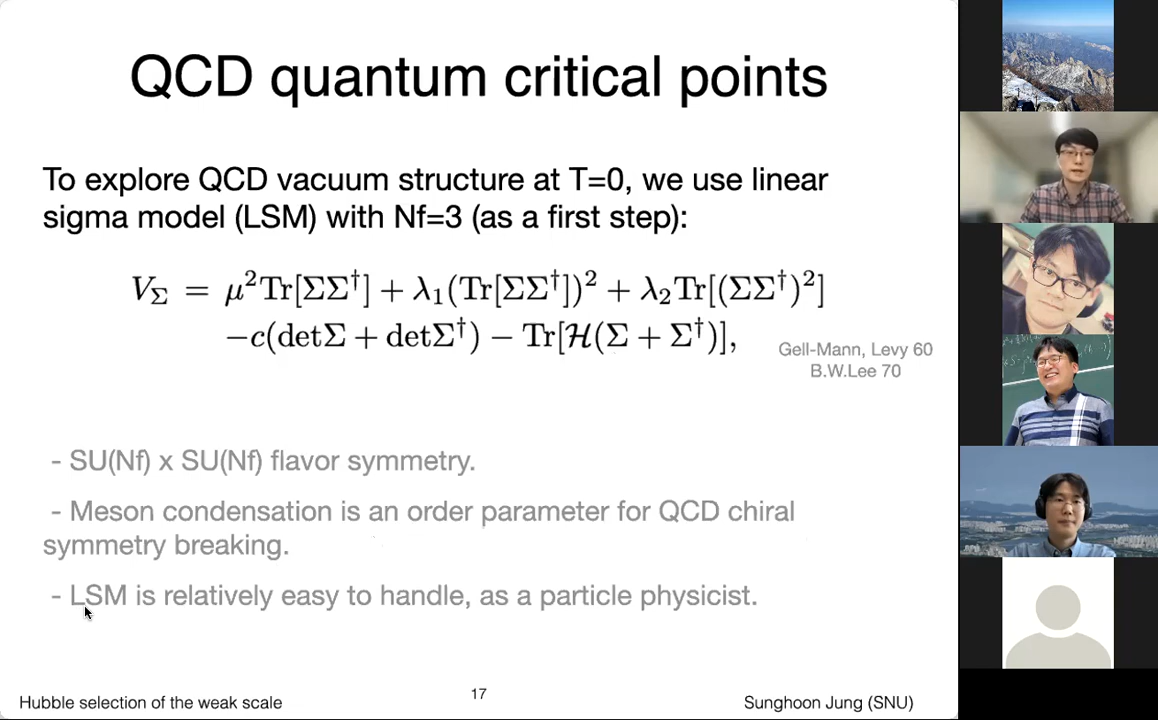 QCD quantum critical points
To explore QCD vacuum structure at T=0, we use linear
sigma model (LSM) with Nf=3 (as a first step):
V_Σ = μ²Tr[ΣΣ†] + λ₁(Tr[ΣΣ†])² + λ₂Tr[(ΣΣ†)²]
−c(detΣ + detΣ†) − Tr[ℋ(Σ + Σ†)],
Gell-Mann, Levy 60
B.W.Lee 70
- SU(Nf) x SU(Nf) flavor symmetry.
- Meson condensation is an order parameter for QCD chiral
symmetry breaking.
- LSM is relatively easy to handle, as a particle physicist.
Hubble selection of the weak scale
17
Sunghoon Jung (SNU)